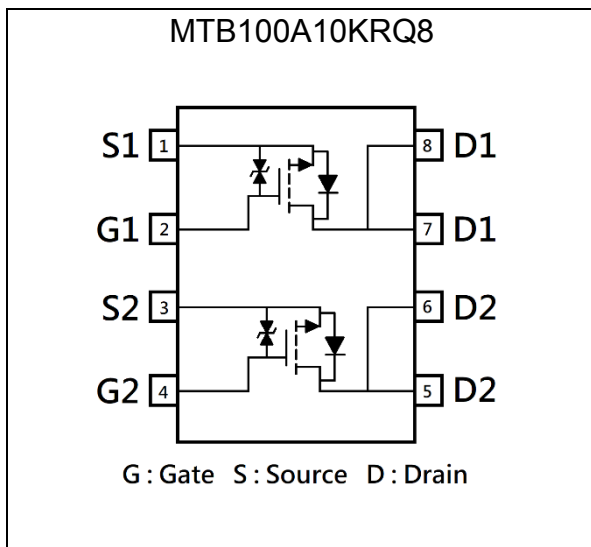 MTB100A10KRQ8
S1 1 8 D1
G1 2 7 D1
S2 3 6 D2
G2 4 5 D2
G : Gate S : Source D : Drain